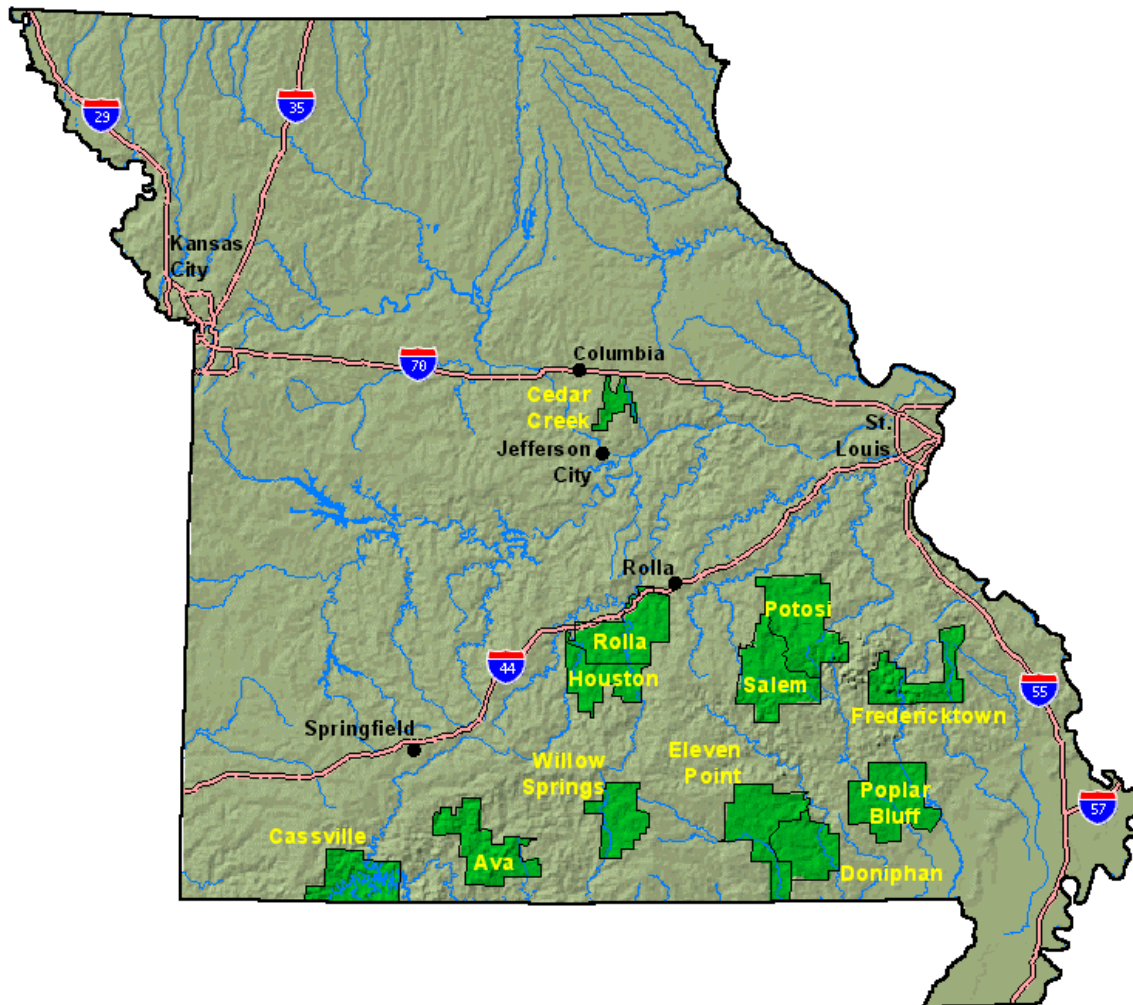 29
35
Kansas
City
Columbia
70
Cedar
Creek
St.
Louis
Jefferson
City
Rolla
Potosi
Rolla
44
Houston
Salem
55
Fredericktown
Springfield
Willow
Springs
Eleven
Point
Poplar
Bluff
57
Cassville
Ava
Doniphan